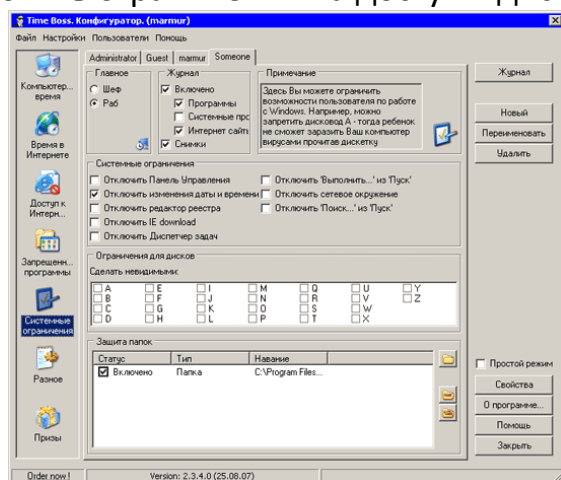 Time Boss. Конфигуратор. (marmur)
Файл Настройки Пользователи Помощь
Administrator Guest marmur Someone
Компьютер...
время
Время в
Интернете
Доступ к
Интерн...
Запрещенн...
программы
Системные
ограничения
Разное
Призы
Главное
Шеф
Раб
Журнал
Включено
Программы
Системные прс
Интернет сайты
Снимки
Примечание
Здесь Вы можете ограничить
возможности пользователя по работе
с Windows. Например, можно
запретить дисковод А - тогда ребенок
не сможет заразить Ваш компьютер
вирусами прочитав дискету
Системные ограничения
Отключить Панель Управления
Отключить изменения даты и времени
Отключить редактор реестра
Отключить IE download
Отключить Диспетчер задач
Отключить 'Выполнить...' из 'Пуск'
Отключить сетевое окружение
Отключить 'Поиск...' из 'Пуск'
Ограничения для дисков
Сделать невидимыми:
A E I M Q U Y
B F J N R V Z
C G K O S W
D H L P T X
Защита папок
Статус Тип Навание
Включено Папка C:\Program Files...
Журнал
Новый
Переименовать
Удалить
Простой режим
Свойства
О программе...
Помощь
Закрыть
Order now! Version: 2.3.4.0 (25.08.07)